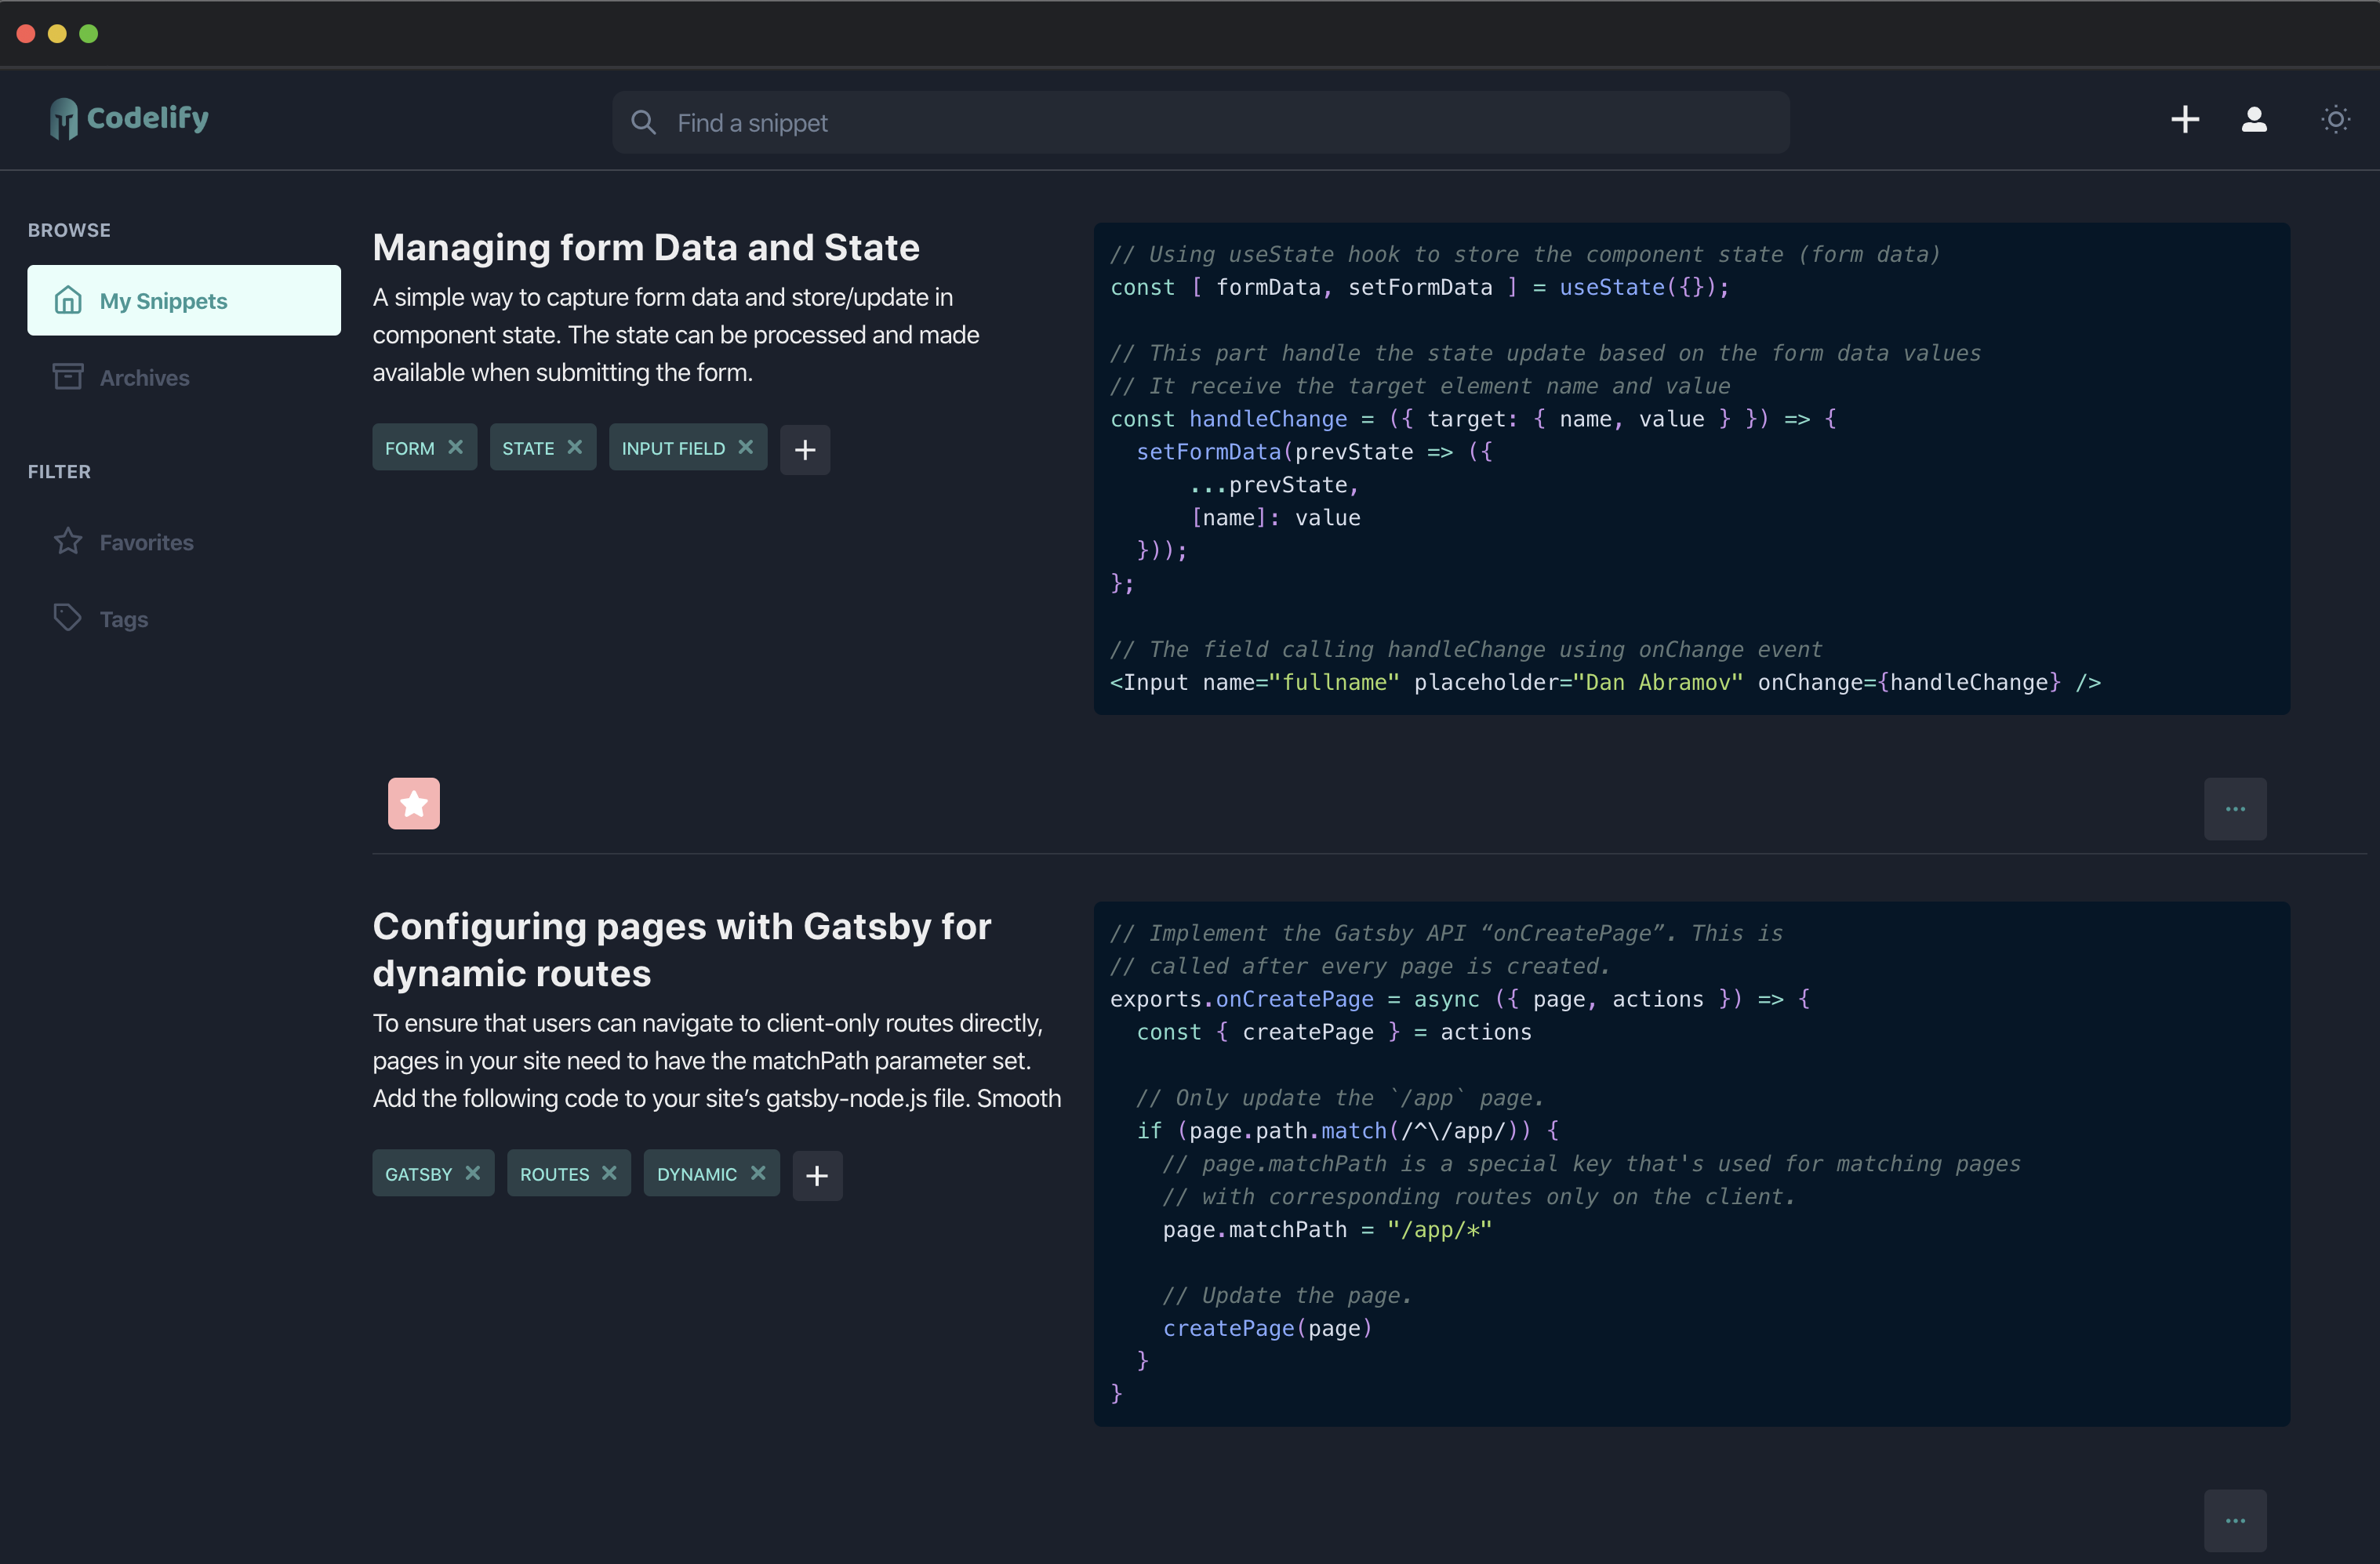 Codelify
Find a snippet
BROWSE
My Snippets
Archives
FILTER
Favorites
Tags
Managing form Data and State
A simple way to capture form data and store/update in
component state. The state can be processed and made
available when submitting the form.
FORM
STATE
INPUT FIELD
// Using useState hook to store the component state (form data)
const [ formData, setFormData ] = useState({});
// This part handle the state update based on the form data values
// It receive the target element name and value
const handleChange = ({ target: { name, value } }) => {
  setFormData(prevState => ({
      ...prevState,
      [name]: value
  }));
};
// The field calling handleChange using onChange event
<Input name="fullname" placeholder="Dan Abramov" onChange={handleChange} />
Configuring pages with Gatsby for
dynamic routes
To ensure that users can navigate to client-only routes directly,
pages in your site need to have the matchPath parameter set.
Add the following code to your site’s gatsby-node.js file. Smooth
GATSBY
ROUTES
DYNAMIC
// Implement the Gatsby API “onCreatePage”. This is
// called after every page is created.
exports.onCreatePage = async ({ page, actions }) => {
  const { createPage } = actions
  // Only update the `/app` page.
  if (page.path.match(/^\/app/)) {
    // page.matchPath is a special key that's used for matching pages
    // with corresponding routes only on the client.
    page.matchPath = "/app/*"
    // Update the page.
    createPage(page)
  }
}